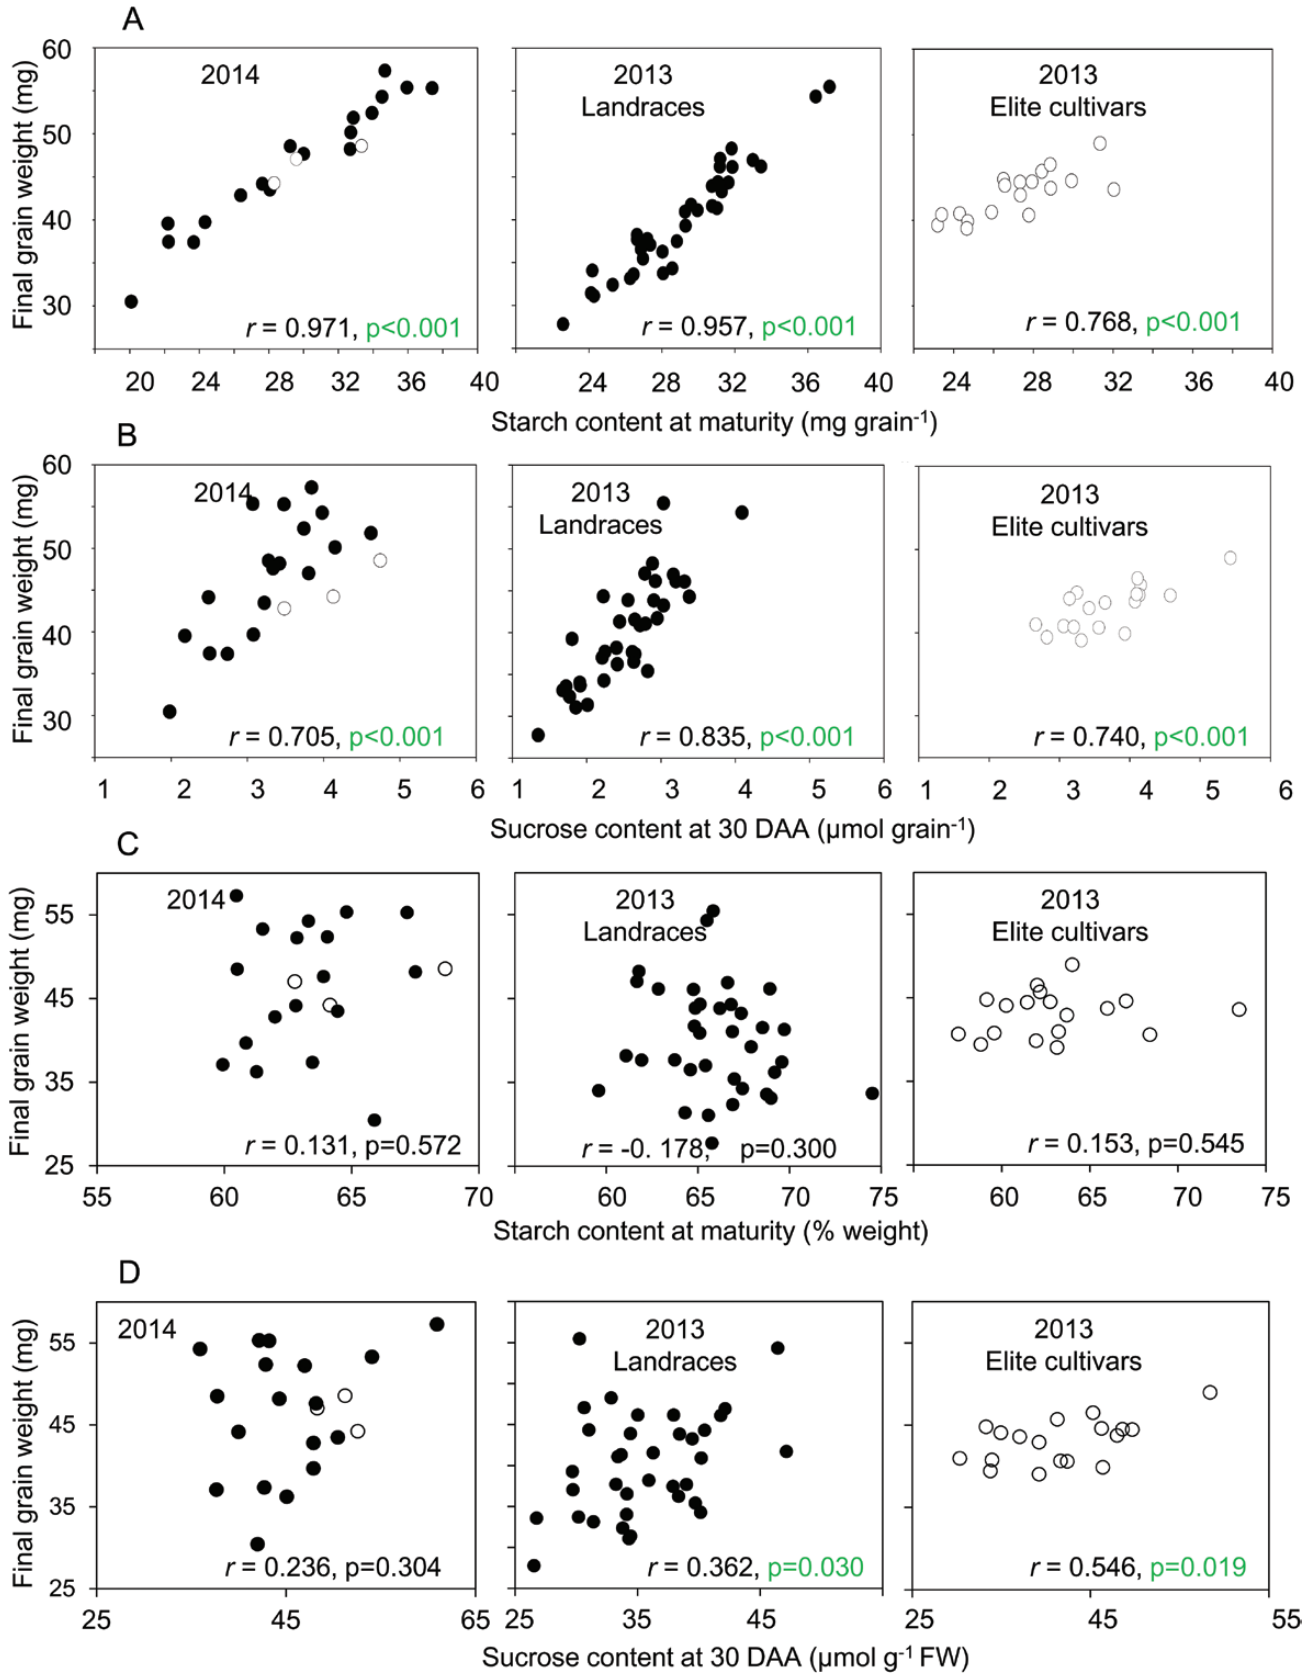 A
60
50
40
30
Final grain weight (mg)
2014
r = 0.971, p<0.001
2013
Landraces
r = 0.957, p<0.001
2013
Elite cultivars
r = 0.768, p<0.001
20 24 28 32 36 40
24 28 32 36 40
24 28 32 36 40
Starch content at maturity (mg grain-1)
B
60
50
40
30
Final grain weight (mg)
2014
r = 0.705, p<0.001
2013
Landraces
r = 0.835, p<0.001
2013
Elite cultivars
r = 0.740, p<0.001
1 2 3 4 5 6
2 3 4 5 6
1 2 3 4 5 6
Sucrose content at 30 DAA (µmol grain-1)
C
55
45
35
25
Final grain weight (mg)
2014
r = 0.131, p=0.572
2013
Landraces
r = -0. 178, p=0.300
2013
Elite cultivars
r = 0.153, p=0.545
55 60 65 70
60 65 70 75
60 65 70 75
Starch content at maturity (% weight)
D
55
45
35
25
Final grain weight (mg)
2014
r = 0.236, p=0.304
2013
Landraces
r = 0.362, p=0.030
2013
Elite cultivars
r = 0.546, p=0.019
25 45 65
25 35 45
25 45 55
Sucrose content at 30 DAA (µmol g-1 FW)